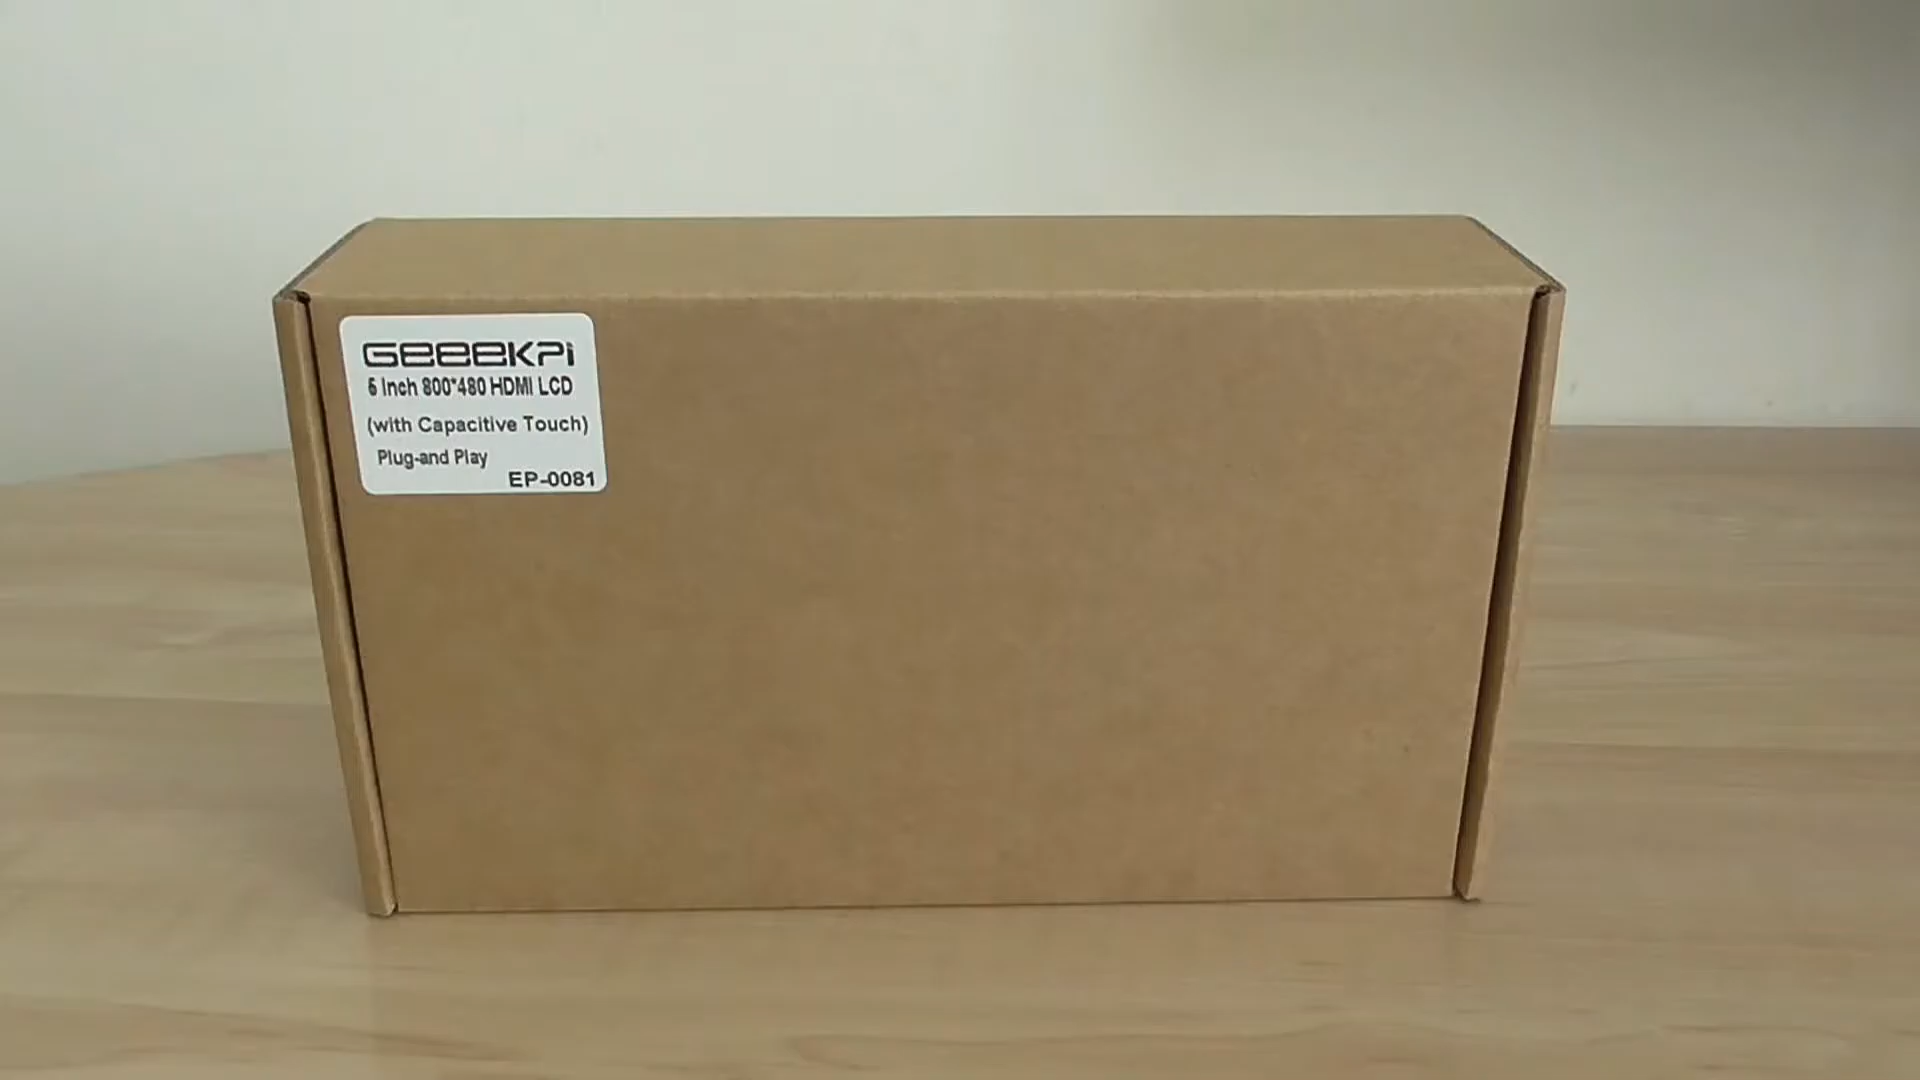 GeeekPi
5 Inch 800*480 HDMI LCD
(with Capacitive Touch)
Plug-and Play
EP-0081